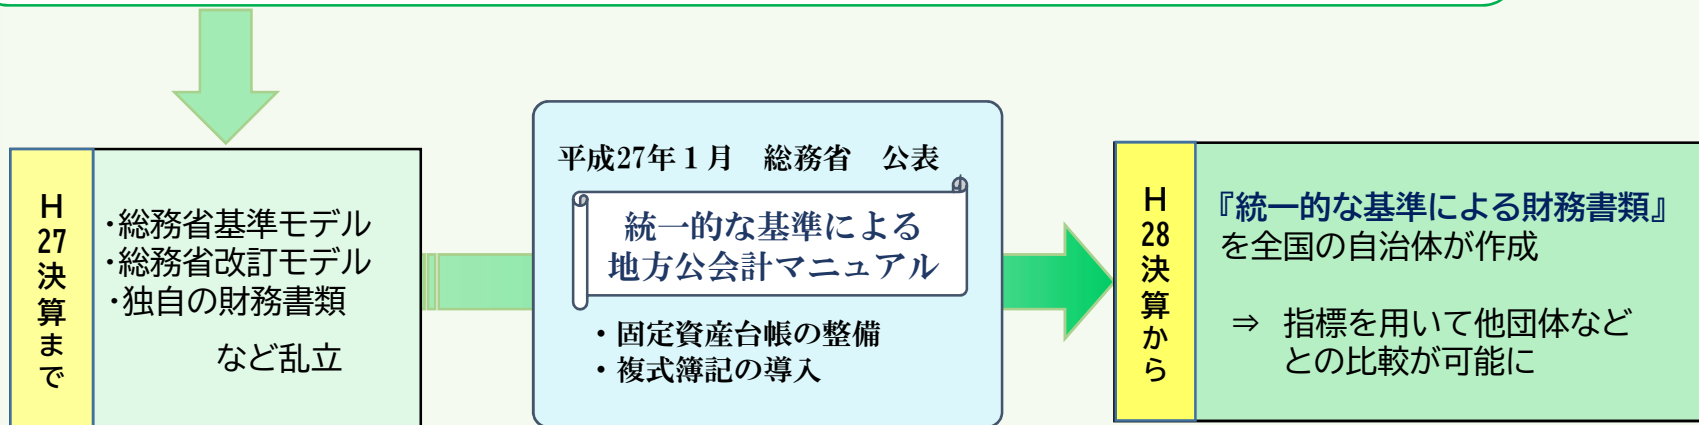 H27決算まで
・総務省基準モデル
・総務省改訂モデル
・独自の財務書類
など乱立
平成27年１月　総務省　公表
統一的な基準による
地方公会計マニュアル
・固定資産台帳の整備
・複式簿記の導入
H28決算から
『統一的な基準による財務書類』
を全国の自治体が作成
⇒　指標を用いて他団体など
との比較が可能に